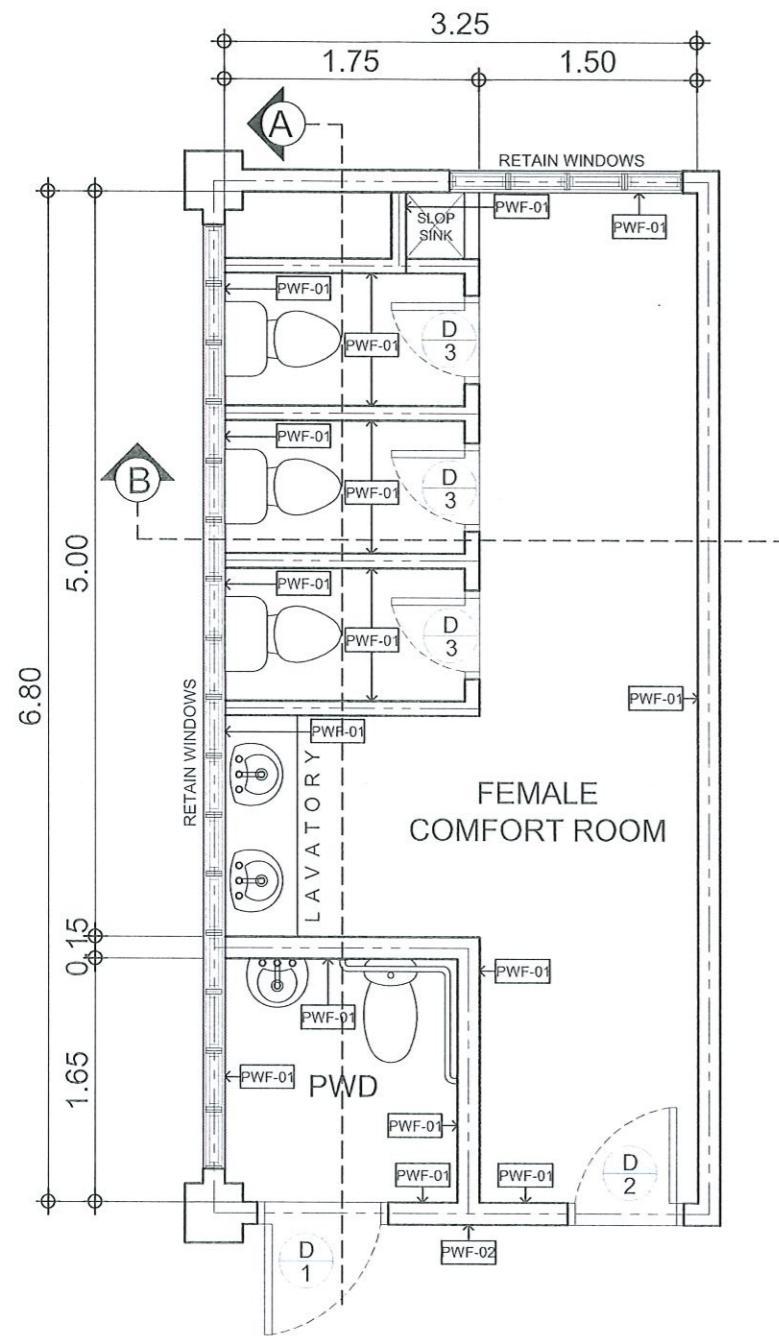 3.25
1.75
1.50
A
RETAIN WINDOWS
PWF-01
PWF-01
SLOP
SINK
PWF-01
PWF-01
D
3
PWF-01
B
PWF-01
D
3
5.00
PWF-01
PWF-01
D
3
6.80
RETAIN WINDOWS
PWF-01
PWF-01
LAVATORY
FEMALE
COMFORT ROOM
0.15
PWF-01
PWF-01
1.65
PWF-01
PWD
PWF-01
PWF-01
PWF-01
D
2
PWF-02
D
1